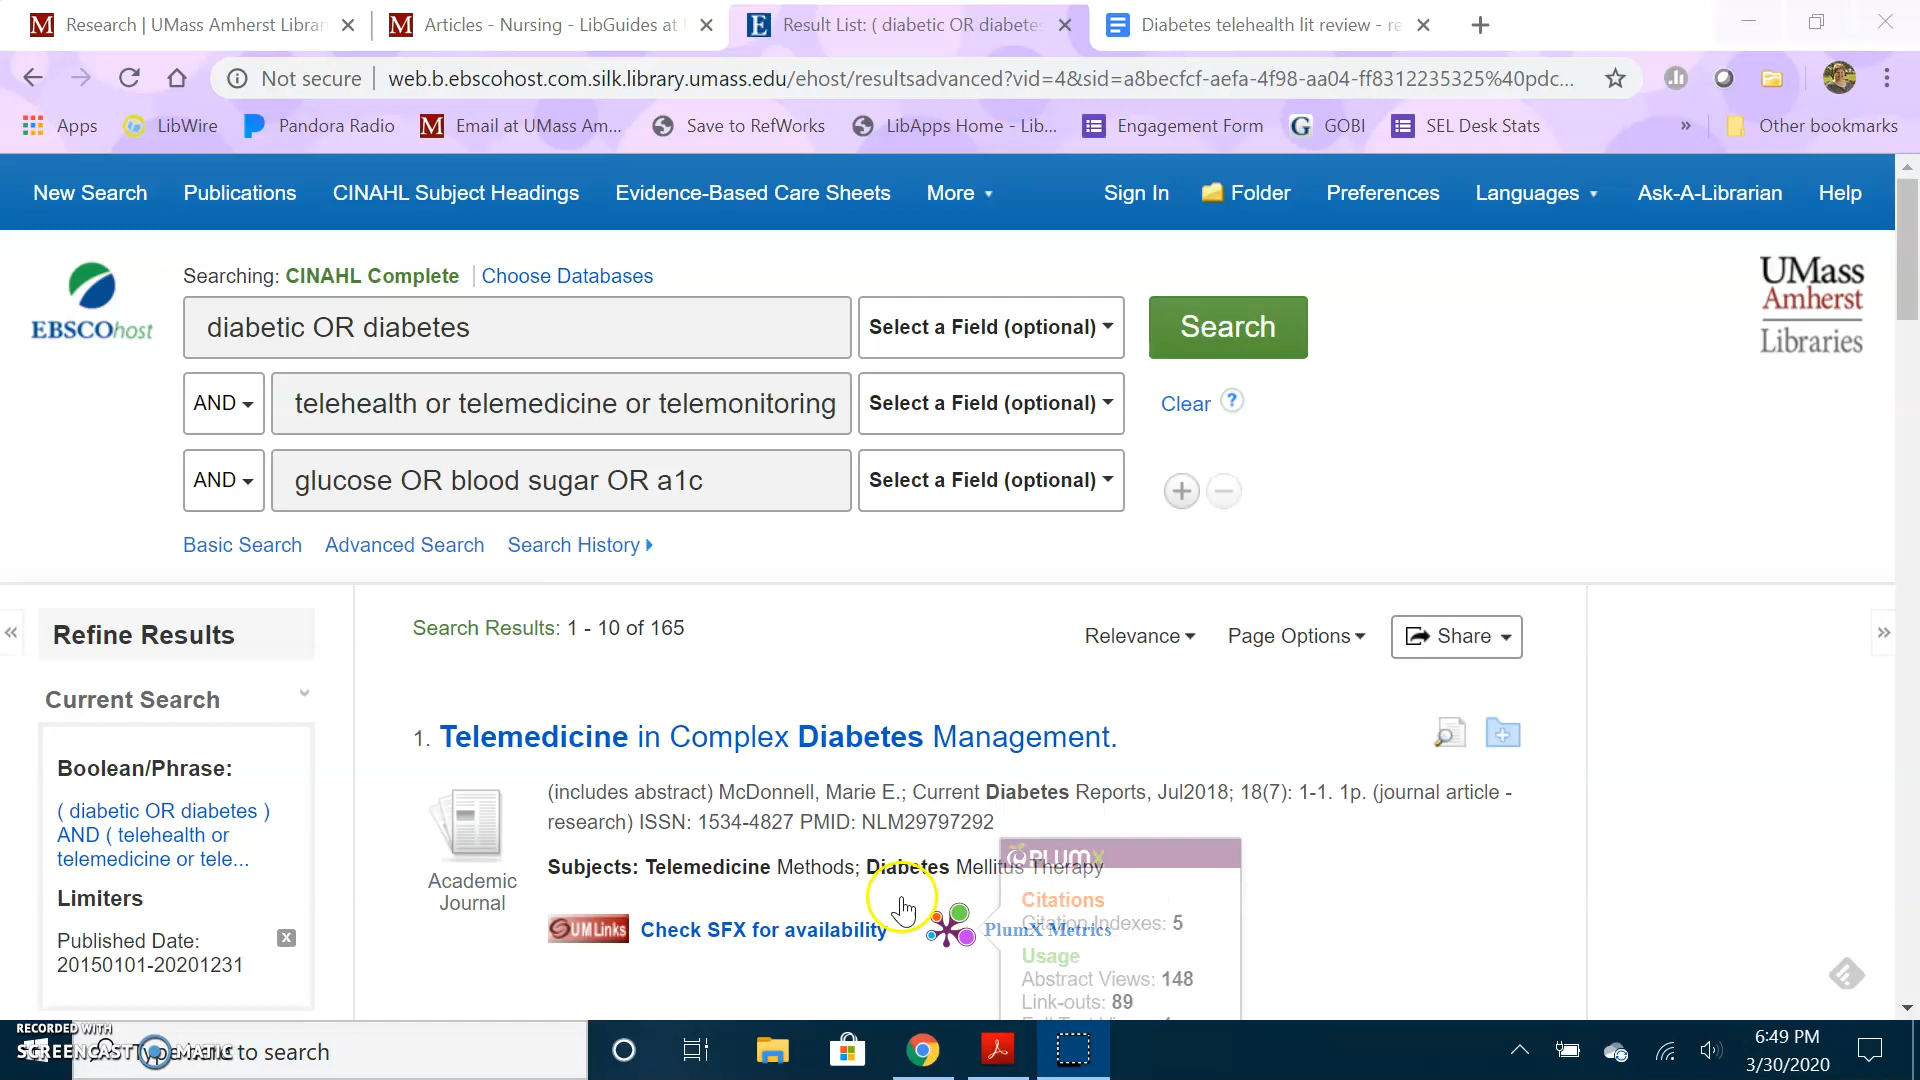 Research | UMass Amherst Librar
Articles - Nursing - LibGuides at
Result List: ( diabetic OR diabetes
Diabetes telehealth lit review - re
Not secure
web.b.ebscohost.com.silk.library.umass.edu/ehost/resultsadvanced?vid=4&sid=a8becfcf-aefa-4f98-aa04-ff8312235325%40pdc...
Apps
LibWire
Pandora Radio
Email at UMass Am...
Save to RefWorks
LibApps Home - Lib...
Engagement Form
GOBI
SEL Desk Stats
»
Other bookmarks
New Search
Publications
CINAHL Subject Headings
Evidence-Based Care Sheets
More
Sign In
Folder
Preferences
Languages
Ask-A-Librarian
Help
EBSCOhost
Searching: CINAHL Complete
Choose Databases
UMass
Amherst
Libraries
diabetic OR diabetes
Select a Field (optional)
Search
AND
telehealth or telemedicine or telemonitoring
Select a Field (optional)
Clear
?
AND
glucose OR blood sugar OR a1c
Select a Field (optional)
Basic Search
Advanced Search
Search History
«
Refine Results
Search Results: 1 - 10 of 165
Relevance
Page Options
Share
»
Current Search
Boolean/Phrase:
( diabetic OR diabetes )
AND ( telehealth or
telemedicine or tele...
Limiters
Published Date:
20150101-20201231
1. Telemedicine in Complex Diabetes Management.
(includes abstract) McDonnell, Marie E.; Current Diabetes Reports, Jul2018; 18(7): 1-1. 1p. (journal article -
research) ISSN: 1534-4827 PMID: NLM29797292
Academic
Journal
Subjects: Telemedicine Methods; Diabetes Mellitus Therapy
UMLinks
Check SFX for availability
PlumX Metrics
PLUMX
Citations
Citation Indexes: 5
Usage
Abstract Views: 148
Link-outs: 89
RECORDED WITH
SCREENCAST MATIC
Type here to search
6:49 PM
3/30/2020